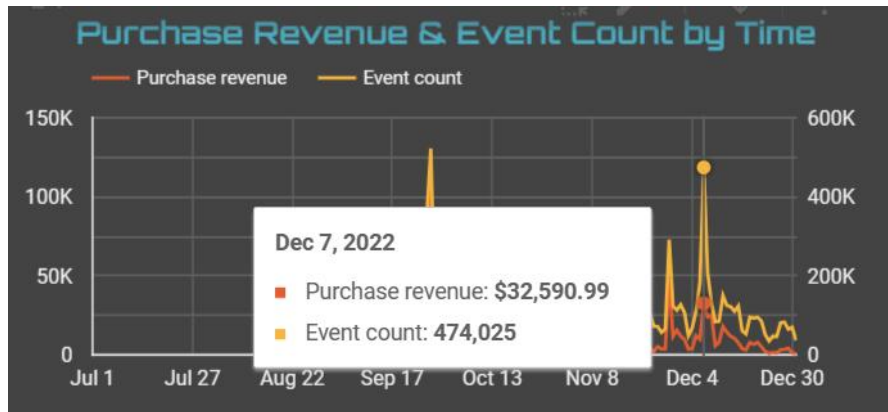 Purchase Revenue & Event Count by Time
Purchase revenue Event count
150K 600K
100K 400K
Dec 7, 2022
50K 200K
Purchase revenue: $32,590.99
Event count: 474,025
0 0
Jul 1 Jul 27 Aug 22 Sep 17 Oct 13 Nov 8 Dec 4 Dec 30